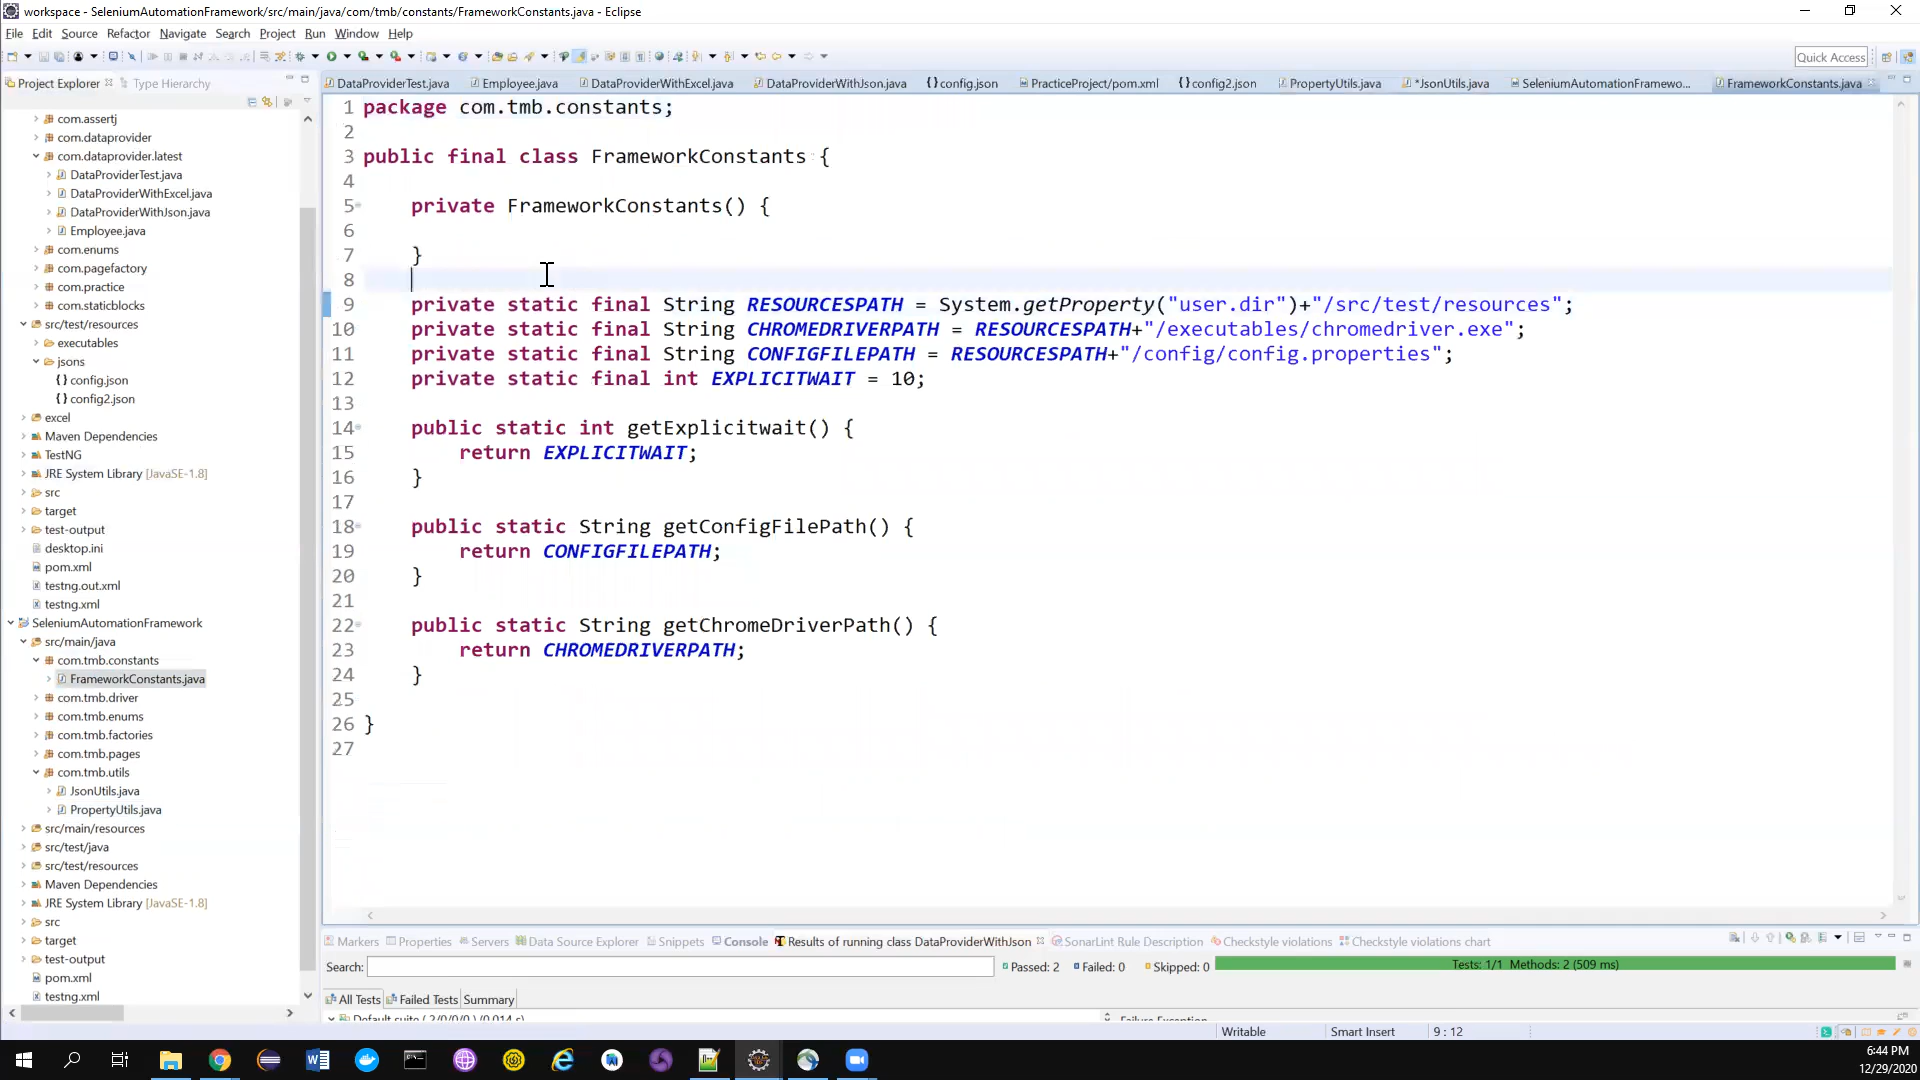 workspace - SeleniumAutomationFramework/src/main/java/com/tmb/constants/FrameworkConstants.java - Eclipse
File Edit Source Refactor Navigate Search Project Run Window Help
Quick Access
Project Explorer Type Hierarchy
DataProviderTest.java Employee.java DataProviderWithExcel.java DataProviderWithJson.java config.json PracticeProject/pom.xml config2.json PropertyUtils.java *JsonUtils.java SeleniumAutomationFramewo... FrameworkConstants.java
com.assertj
com.dataprovider
com.dataprovider.latest
DataProviderTest.java
DataProviderWithExcel.java
DataProviderWithJson.java
Employee.java
com.enums
com.pagefactory
com.practice
com.staticblocks
src/test/resources
executables
jsons
config.json
config2.json
excel
Maven Dependencies
TestNG
JRE System Library [JavaSE-1.8]
src
target
test-output
desktop.ini
pom.xml
testng.out.xml
testng.xml
SeleniumAutomationFramework
src/main/java
com.tmb.constants
FrameworkConstants.java
com.tmb.driver
com.tmb.enums
com.tmb.factories
com.tmb.pages
com.tmb.utils
JsonUtils.java
PropertyUtils.java
src/main/resources
src/test/java
src/test/resources
Maven Dependencies
JRE System Library [JavaSE-1.8]
src
target
test-output
pom.xml
testng.xml
1 package com.tmb.constants;
2
3 public final class FrameworkConstants {
4
5 private FrameworkConstants() {
6
7 }
8
9 private static final String RESOURCESPATH = System.getProperty("user.dir")+"/src/test/resources";
10 private static final String CHROMEDRIVERPATH = RESOURCESPATH+"/executables/chromedriver.exe";
11 private static final String CONFIGFILEPATH = RESOURCESPATH+"/config/config.properties";
12 private static final int EXPLICITWAIT = 10;
13
14 public static int getExplicitwait() {
15 return EXPLICITWAIT;
16 }
17
18 public static String getConfigFilePath() {
19 return CONFIGFILEPATH;
20 }
21
22 public static String getChromeDriverPath() {
23 return CHROMEDRIVERPATH;
24 }
25
26 }
27
Markers Properties Servers Data Source Explorer Snippets Console Results of running class DataProviderWithJson SonarLint Rule Description Checkstyle violations Checkstyle violations chart
Search: Passed: 2 Failed: 0 Skipped: 0 Tests: 1/1 Methods: 2 (509 ms)
All Tests Failed Tests Summary
Default suite ( 2/0/0/0 ) (0.014 s) Failure Exception
Writable Smart Insert 9 : 12
6:44 PM
12/29/2020